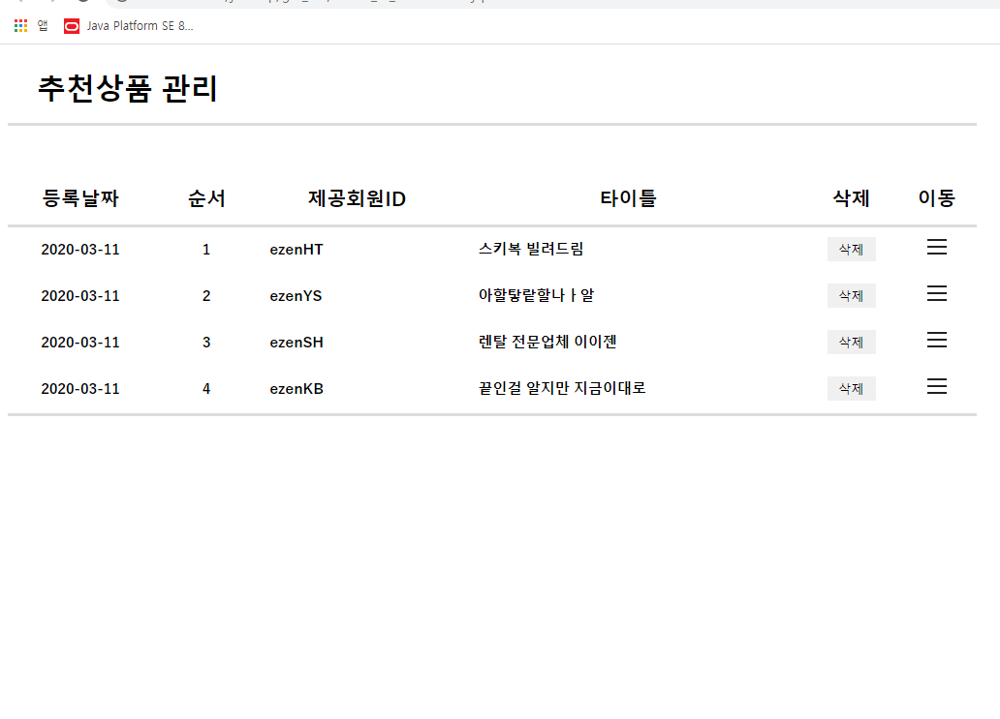 앱 Java Platform SE 8...
추천상품 관리
등록날짜 순서 제공회원ID 타이틀 삭제 이동
2020-03-11 1 ezenHT 스키복 빌려드림 삭제
2020-03-11 2 ezenYS 아할탛랕할나ㅏ알 삭제
2020-03-11 3 ezenSH 렌탈 전문업체 이이젠 삭제
2020-03-11 4 ezenKB 끝인걸 알지만 지금이대로 삭제